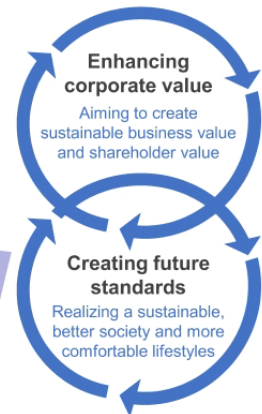 Enhancing
corporate value
Aiming to create
sustainable business value
and shareholder value
Creating future
standards
Realizing a sustainable,
better society and more
comfortable lifestyles